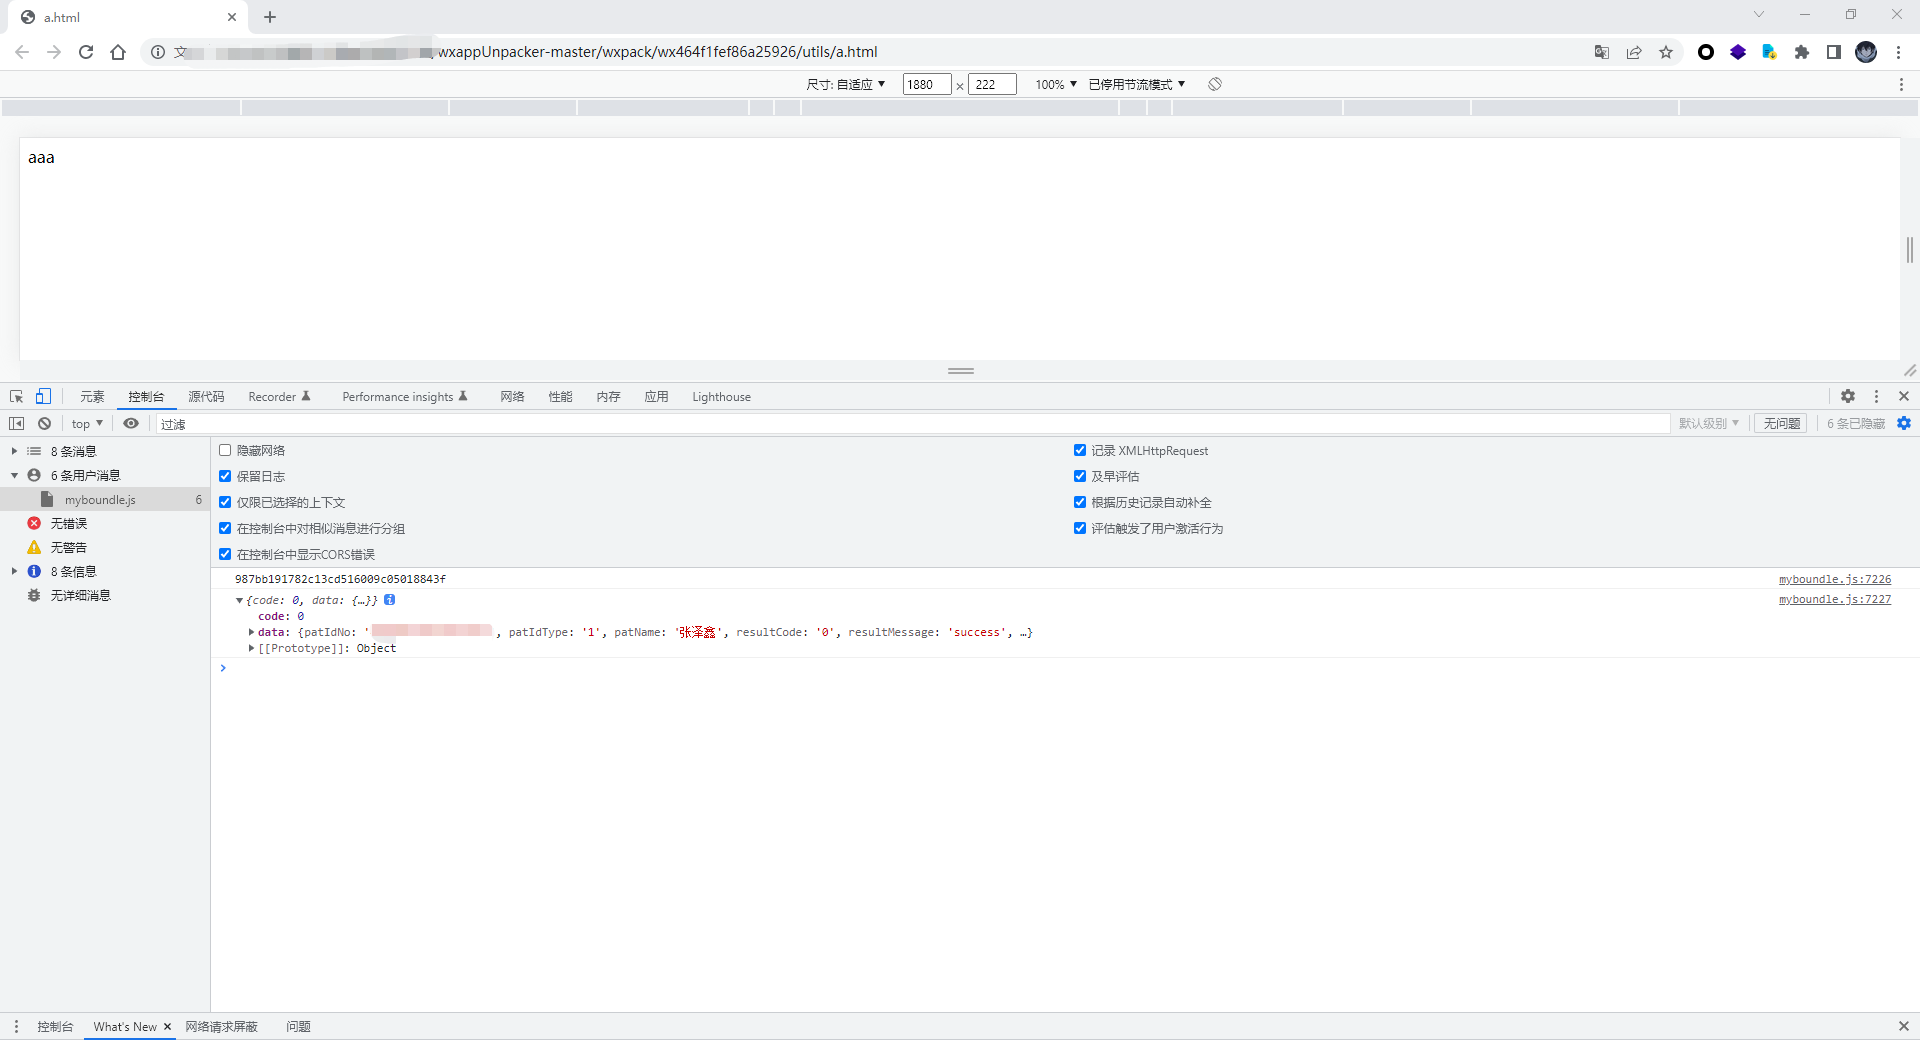 a.html
文
wxappUnpacker-master/wxpack/wx464f1fef86a25926/utils/a.html
尺寸: 自适应 ▼ 1880 × 222 100% ▼ 已停用节流模式 ▼
aaa
元素 控制台 源代码 Recorder Performance insights 网络 性能 内存 应用 Lighthouse
top ▼ 过滤 默认级别 ▼ 无问题 6 条已隐藏
8 条消息
6 条用户消息
myboundle.js 6
无错误
无警告
8 条信息
无详细消息
隐藏网络 记录 XMLHttpRequest
保留日志 及早评估
仅限已选择的上下文 根据历史记录自动补全
在控制台中对相似消息进行分组 评估触发了用户激活行为
在控制台中显示CORS错误
987bb191782c13cd516009c05018843f myboundle.js:7226
{code: 0, data: {…}} myboundle.js:7227
code: 0
data: {patIdNo: ' , patIdType: '1', patName: '张泽鑫', resultCode: '0', resultMessage: 'success', …}
[[Prototype]]: Object
控制台 What's New 网络请求屏蔽 问题